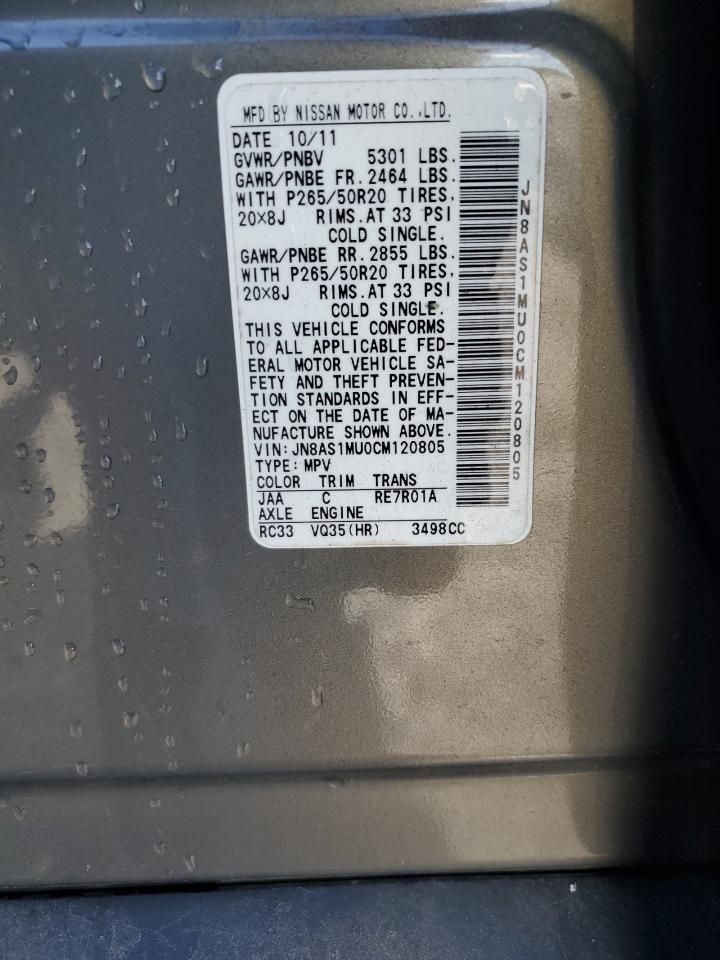 MFD BY NISSAN MOTOR CO.,LTD.
DATE 10/11
GVWR/PNBV 5301 LBS.
GAWR/PNBE FR. 2464 LBS.
WITH P265/50R20 TIRES,
20X8J RIMS.AT 33 PSI
COLD SINGLE.
GAWR/PNBE RR. 2855 LBS.
WITH P265/50R20 TIRES,
20X8J RIMS.AT 33 PSI
COLD SINGLE.
THIS VEHICLE CONFORMS
TO ALL APPLICABLE FED-
ERAL MOTOR VEHICLE SA-
FETY AND THEFT PREVEN-
TION STANDARDS IN EFF-
ECT ON THE DATE OF MA-
NUFACTURE SHOWN ABOVE.
VIN: JN8AS1MU0CM120805
TYPE: MPV
COLOR TRIM TRANS
JAA C RE7R01A
AXLE ENGINE
RC33 VQ35(HR) 3498CC
JN8AS1MU0CM120805